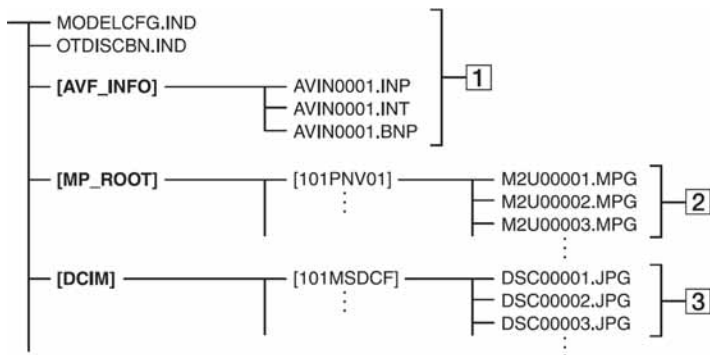 MODELCFG.IND
OTDISCBN.IND
[AVF_INFO] AVIN0001.INP 1
AVIN0001.INT
AVIN0001.BNP
[MP_ROOT] [101PNV01] M2U00001.MPG
M2U00002.MPG 2
M2U00003.MPG
[DCIM] [101MSDCF] DSC00001.JPG
DSC00002.JPG 3
DSC00003.JPG